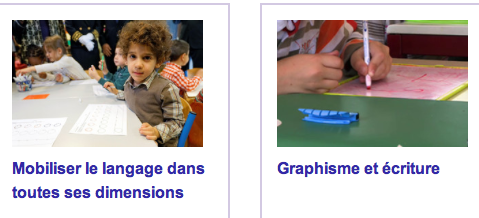 Mobiliser le langage dans
toutes ses dimensions
Graphisme et écriture